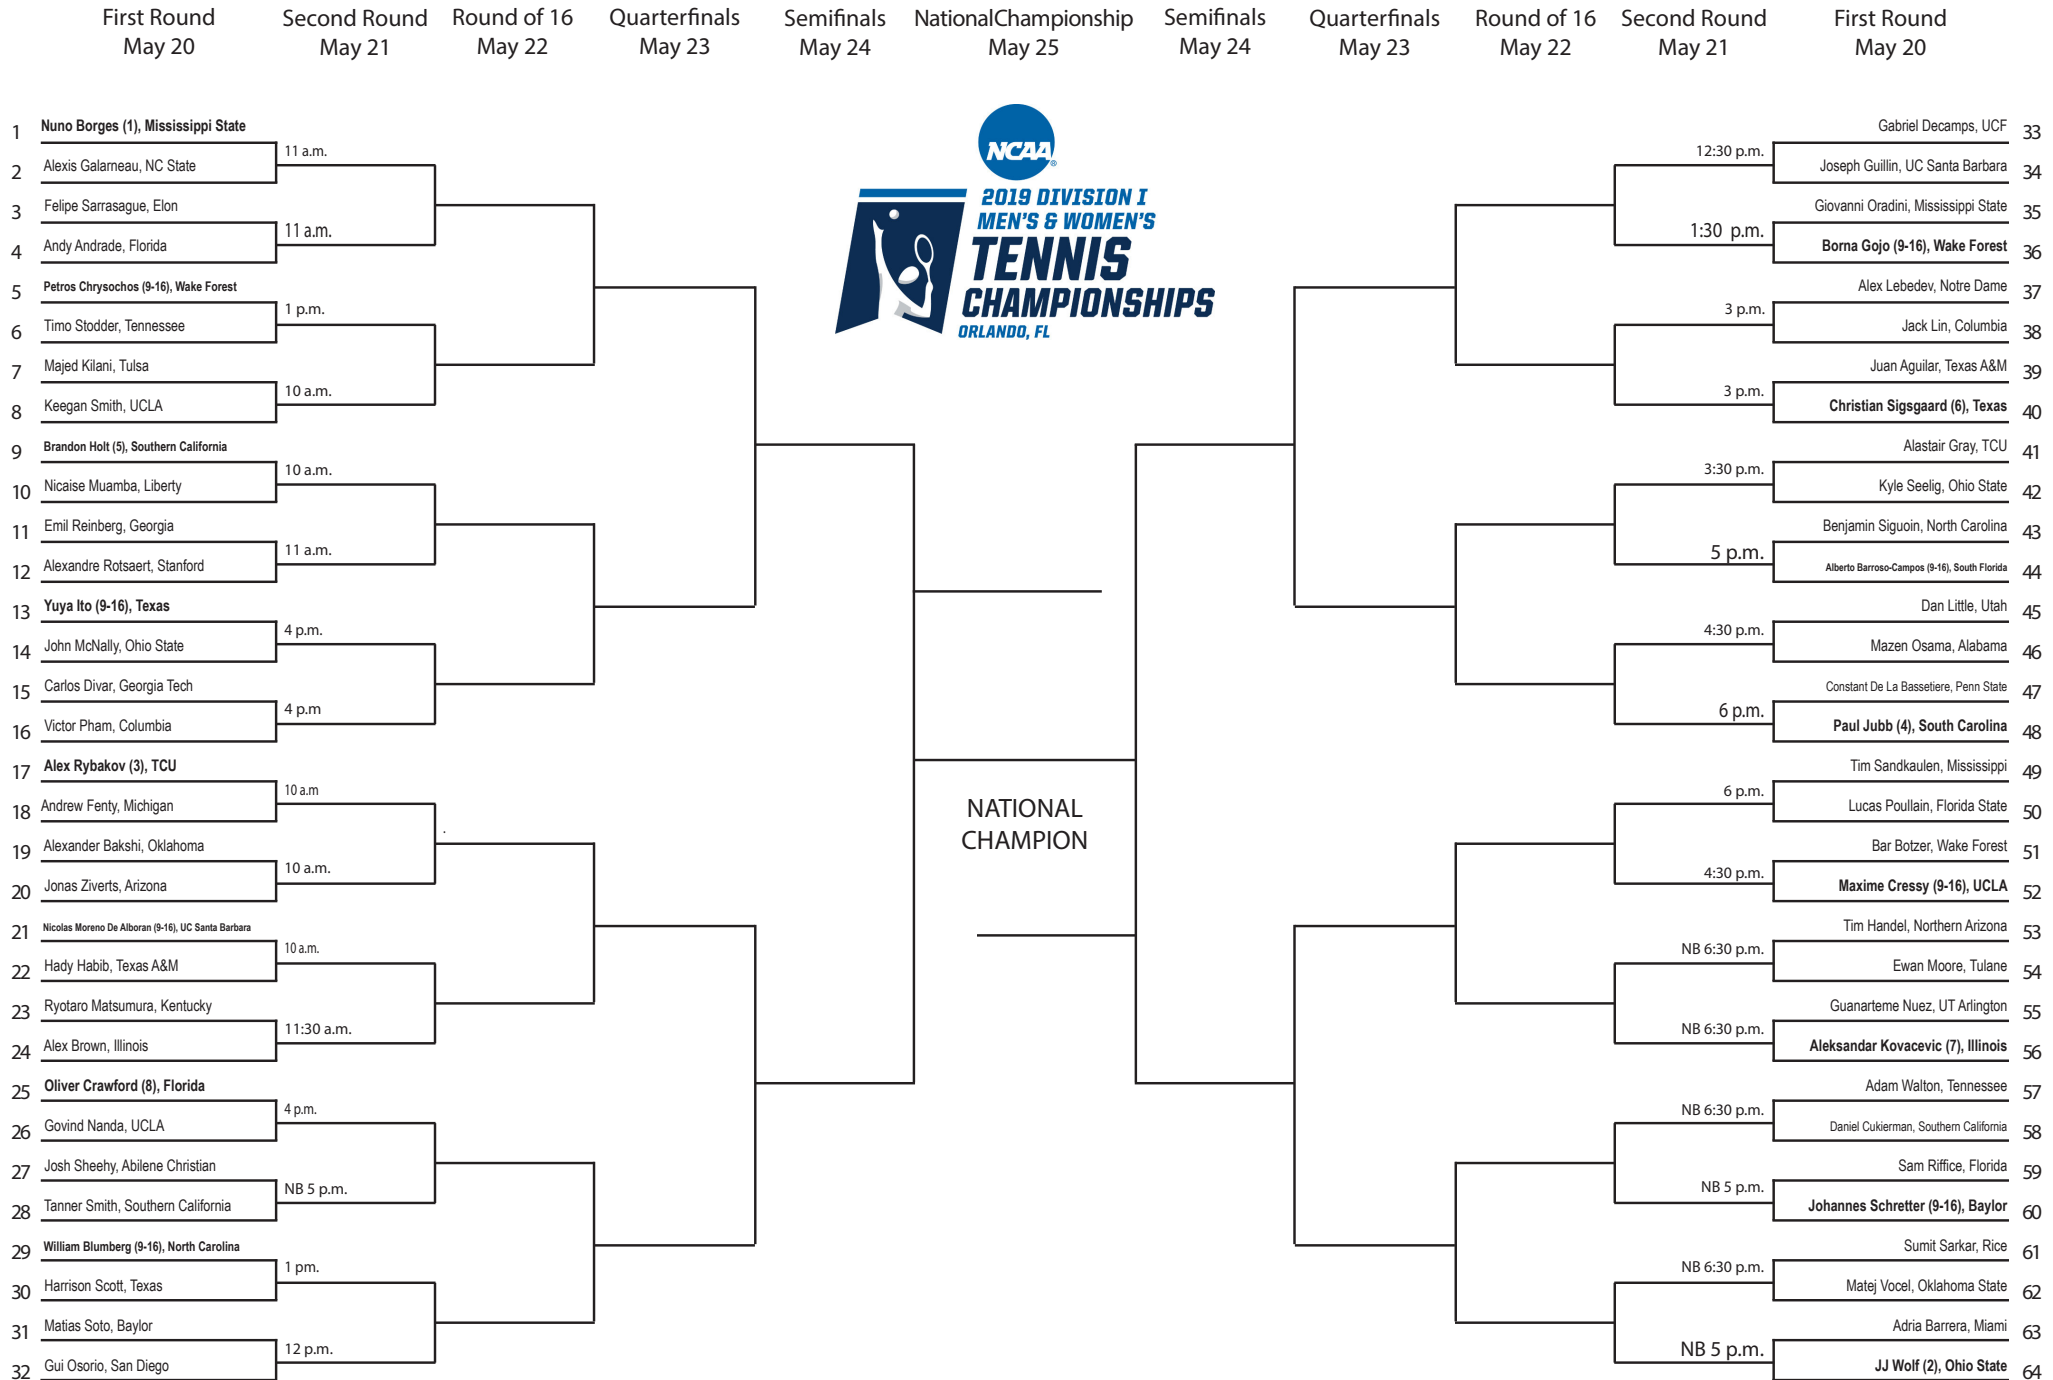 First Round
May 20
Second Round
May 21
Round of 16
May 22
Quarterfinals
May 23
Semifinals
May 24
NationalChampionship
May 25
Semifinals
May 24
Quarterfinals
May 23
Round of 16
May 22
Second Round
May 21
First Round
May 20
NCAA®
2019 DIVISION I
MEN'S & WOMEN'S
TENNIS
CHAMPIONSHIPS
ORLANDO, FL
1 Nuno Borges (1), Mississippi State
11 a.m.
2 Alexis Galarneau, NC State
3 Felipe Sarrasague, Elon
11 a.m.
4 Andy Andrade, Florida
5 Petros Chrysochos (9-16), Wake Forest
1 p.m.
6 Timo Stodder, Tennessee
7 Majed Kilani, Tulsa
10 a.m.
8 Keegan Smith, UCLA
9 Brandon Holt (5), Southern California
10 a.m.
10 Nicaise Muamba, Liberty
11 Emil Reinberg, Georgia
11 a.m.
12 Alexandre Rotsaert, Stanford
13 Yuya Ito (9-16), Texas
4 p.m.
14 John McNally, Ohio State
15 Carlos Divar, Georgia Tech
4 p.m
16 Victor Pham, Columbia
17 Alex Rybakov (3), TCU
10 a.m
18 Andrew Fenty, Michigan
.
19 Alexander Bakshi, Oklahoma
10 a.m.
20 Jonas Ziverts, Arizona
21 Nicolas Moreno De Alboran (9-16), UC Santa Barbara
10 a.m.
22 Hady Habib, Texas A&M
23 Ryotaro Matsumura, Kentucky
11:30 a.m.
24 Alex Brown, Illinois
25 Oliver Crawford (8), Florida
4 p.m.
26 Govind Nanda, UCLA
27 Josh Sheehy, Abilene Christian
NB 5 p.m.
28 Tanner Smith, Southern California
29 William Blumberg (9-16), North Carolina
1 pm.
30 Harrison Scott, Texas
31 Matias Soto, Baylor
12 p.m.
32 Gui Osorio, San Diego
NATIONAL
CHAMPION
Gabriel Decamps, UCF 33
12:30 p.m.
Joseph Guillin, UC Santa Barbara 34
Giovanni Oradini, Mississippi State 35
1:30 p.m.
Borna Gojo (9-16), Wake Forest 36
Alex Lebedev, Notre Dame 37
3 p.m.
Jack Lin, Columbia 38
Juan Aguilar, Texas A&M 39
3 p.m.
Christian Sigsgaard (6), Texas 40
Alastair Gray, TCU 41
3:30 p.m.
Kyle Seelig, Ohio State 42
Benjamin Siguoin, North Carolina 43
5 p.m.
Alberto Barroso-Campos (9-16), South Florida 44
Dan Little, Utah 45
4:30 p.m.
Mazen Osama, Alabama 46
Constant De La Bassetiere, Penn State 47
6 p.m.
Paul Jubb (4), South Carolina 48
Tim Sandkaulen, Mississippi 49
6 p.m.
Lucas Poullain, Florida State 50
Bar Botzer, Wake Forest 51
4:30 p.m.
Maxime Cressy (9-16), UCLA 52
Tim Handel, Northern Arizona 53
NB 6:30 p.m.
Ewan Moore, Tulane 54
Guanarteme Nuez, UT Arlington 55
NB 6:30 p.m.
Aleksandar Kovacevic (7), Illinois 56
Adam Walton, Tennessee 57
NB 6:30 p.m.
Daniel Cukierman, Southern California 58
Sam Riffice, Florida 59
NB 5 p.m.
Johannes Schretter (9-16), Baylor 60
Sumit Sarkar, Rice 61
NB 6:30 p.m.
Matej Vocel, Oklahoma State 62
Adria Barrera, Miami 63
NB 5 p.m.
JJ Wolf (2), Ohio State 64